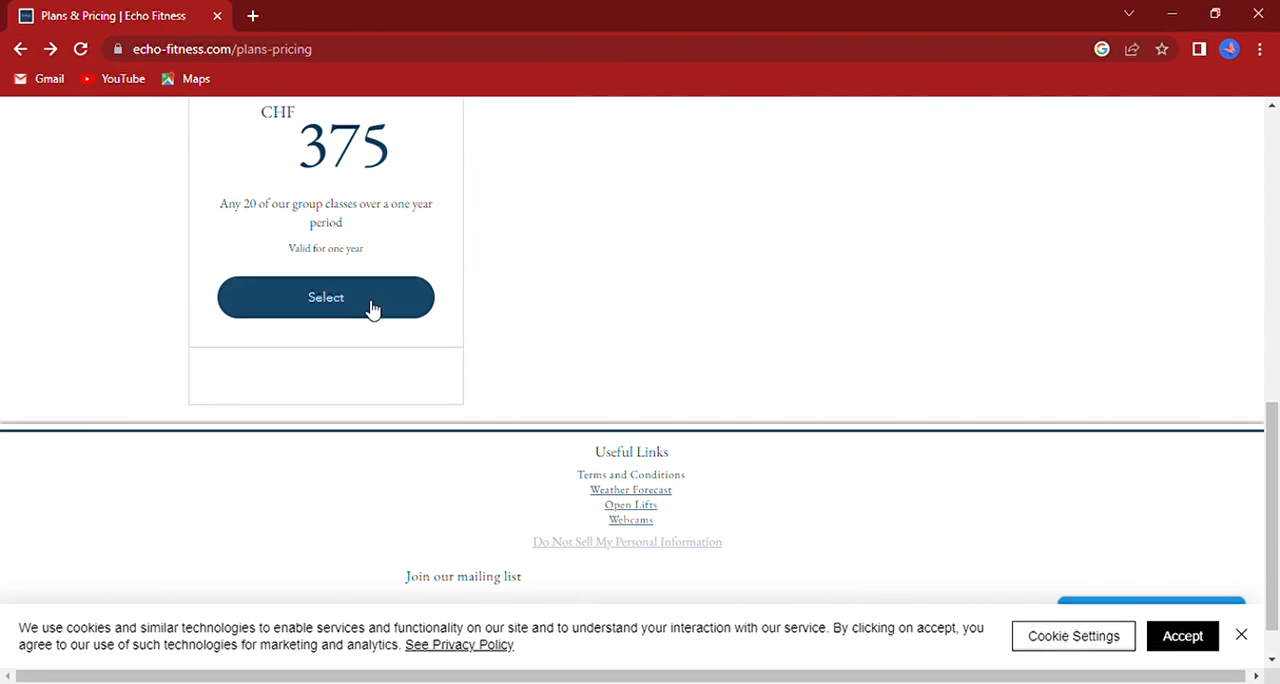 Plans & Pricing | Echo Fitness
echo-fitness.com/plans-pricing
Gmail YouTube Maps
CHF
375
Any 20 of our group classes over a one year
period
Valid for one year
Select
Useful Links
Terms and Conditions
Weather Forecast
Open Lifts
Webcams
Do Not Sell My Personal Information
Join our mailing list
We use cookies and similar technologies to enable services and functionality on our site and to understand your interaction with our service. By clicking on accept, you
agree to our use of such technologies for marketing and analytics. See Privacy Policy
Cookie Settings
Accept